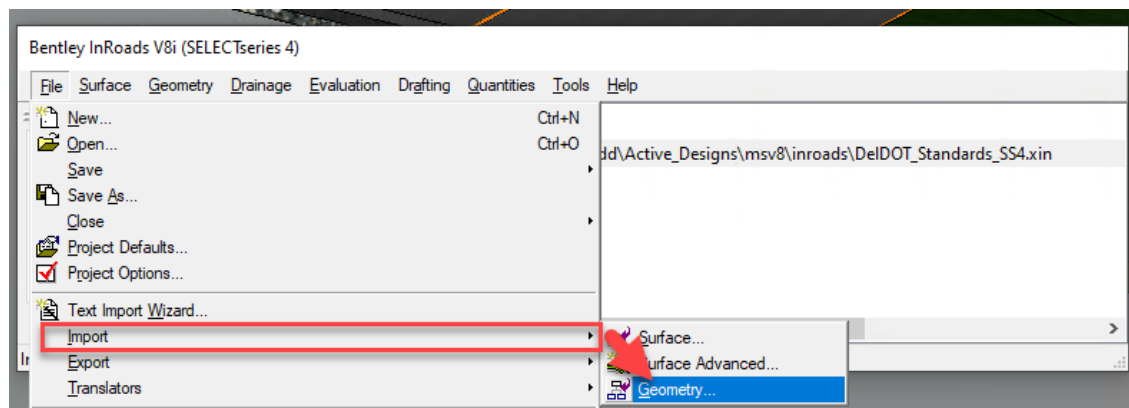 Bentley InRoads V8i (SELECTseries 4)
File Surface Geometry Drainage Evaluation Drafting Quantities Tools Help
New... Ctrl+N
Open... Ctrl+O
dd\Active_Designs\msv8\inroads\DelDOT_Standards_SS4.xin
Save
Save As...
Close
Project Defaults...
Project Options...
Text Import Wizard...
Import
Surface...
Export
Advanced...
Translators
Geometry...